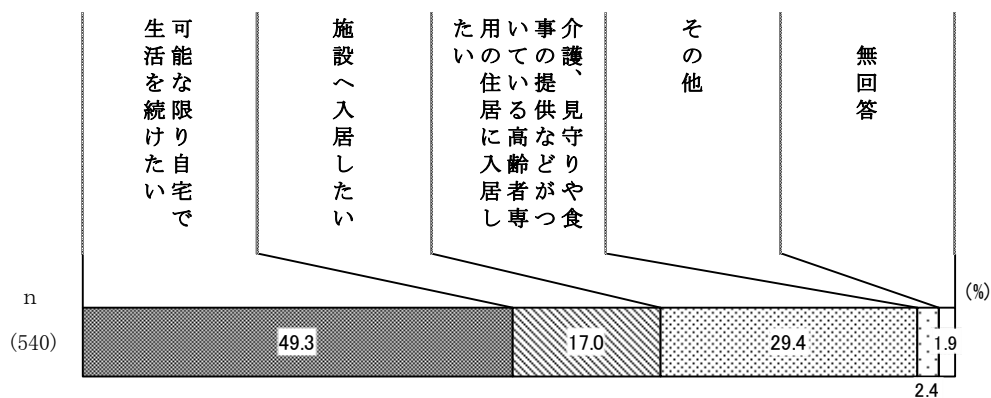 可能な限り自宅で
生活を続けたい
施設へ入居したい
介護、見守りや食
事の提供などがつ
いている高齢者専
用の住居に入居し
たい
その他
無回答
(%)
n
(540)
49.3
17.0
29.4
1.9
2.4